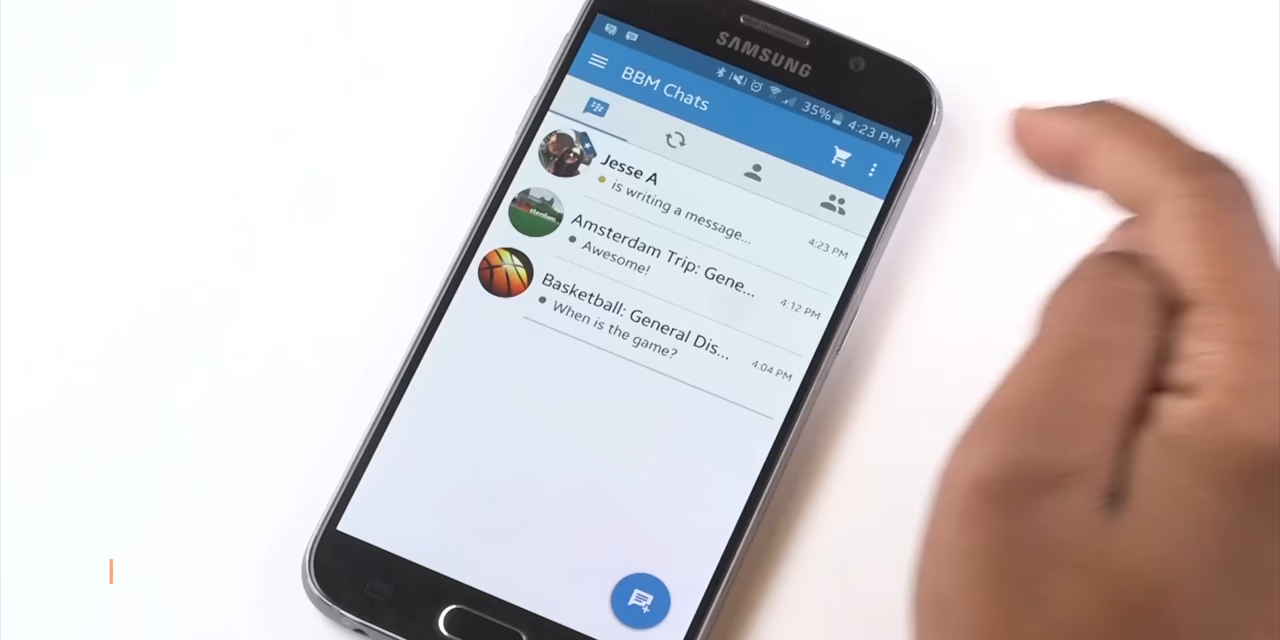 SAMSUNG
35% 4:23 PM
BBM Chats
Jesse A
is writing a message... 4:23 PM
Amsterdam Trip: Gene...
Awesome! 4:12 PM
Basketball: General Dis...
When is the game? 4:04 PM